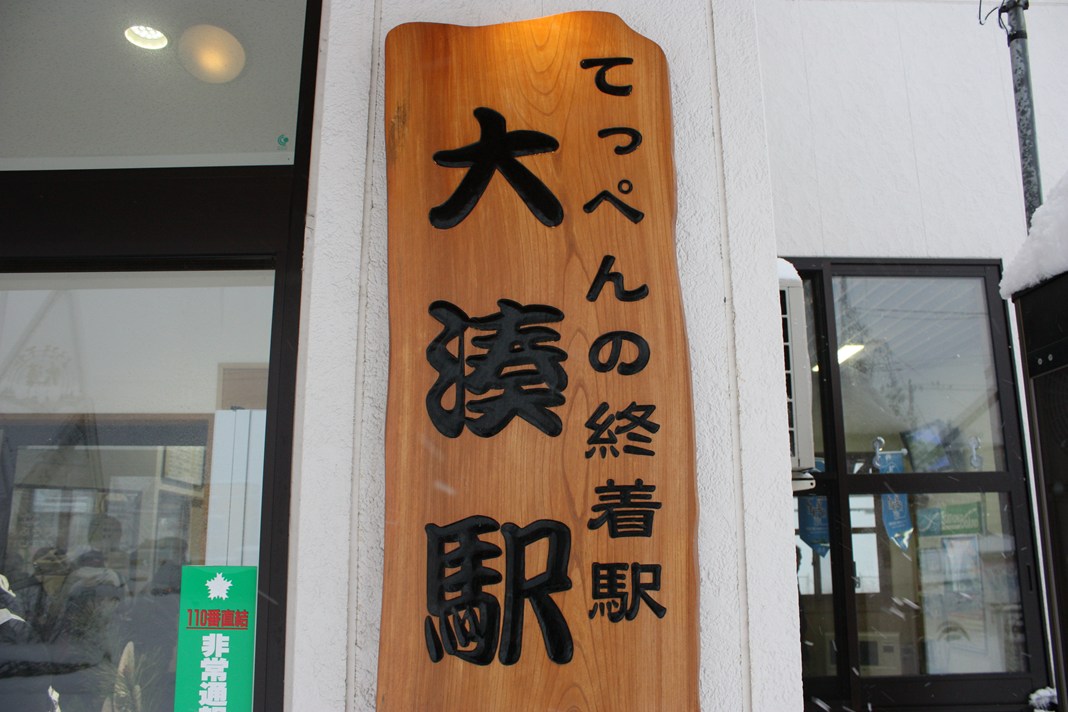 てっぺんの終着駅
大湊駅
110番直結
非常通報